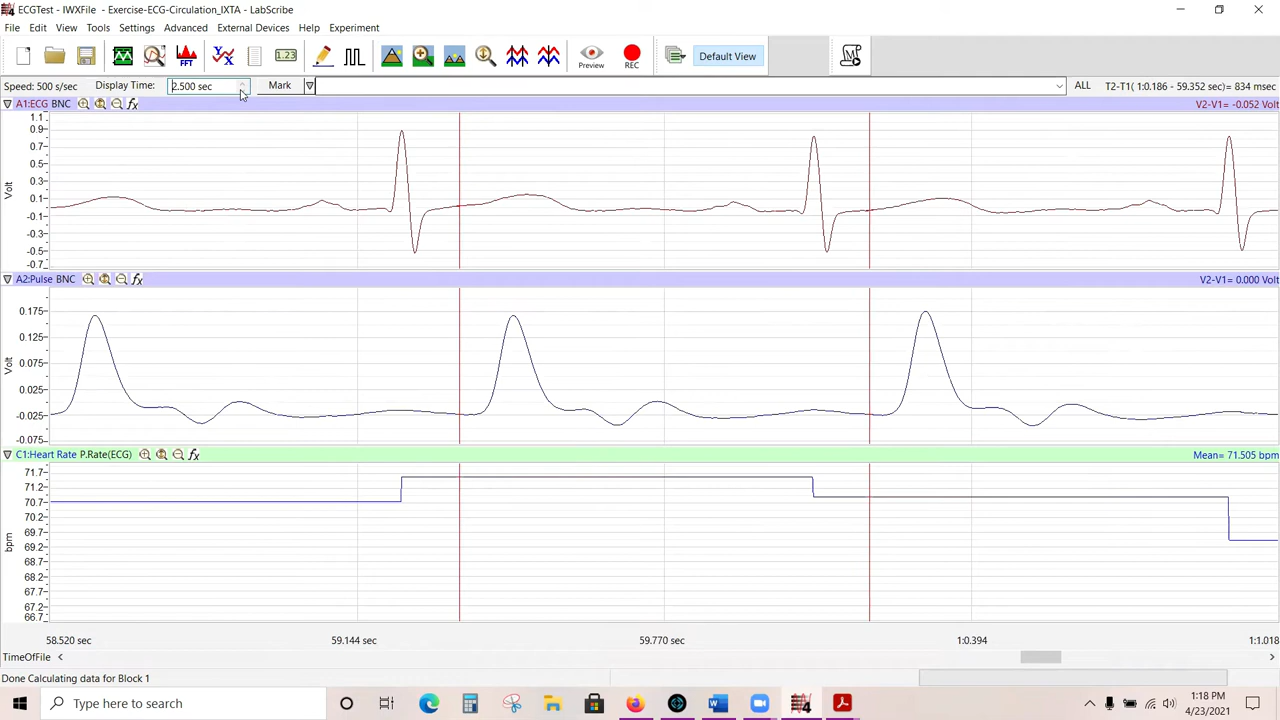 ECGTest - IWXFile - Exercise-ECG-Circulation_IXTA - LabScribe
File Edit View Tools Settings Advanced External Devices Help Experiment
FFT Y/X 1.23 Preview REC Default View
Speed: 500 s/sec Display Time: 2.500 sec Mark ALL T2-T1( 1:0.186 - 59.352 sec)= 834 msec
A1:ECG BNC V2-V1= -0.052 Volt
1.1
0.9
0.7
0.5
0.3
0.1
-0.1
-0.3
-0.5
-0.7
Volt
A2:Pulse BNC fx V2-V1= 0.000 Volt
0.175
0.125
0.075
0.025
-0.025
-0.075
Volt
C1:Heart Rate P.Rate(ECG) fx Mean= 71.505 bpm
71.7
71.2
70.7
70.2
69.7
69.2
68.7
68.2
67.7
67.2
66.7
bpm
58.520 sec 59.144 sec 59.770 sec 1:0.394 1:1.018
TimeOfFile
Done Calculating data for Block 1
Type here to search
1:18 PM
4/23/2021